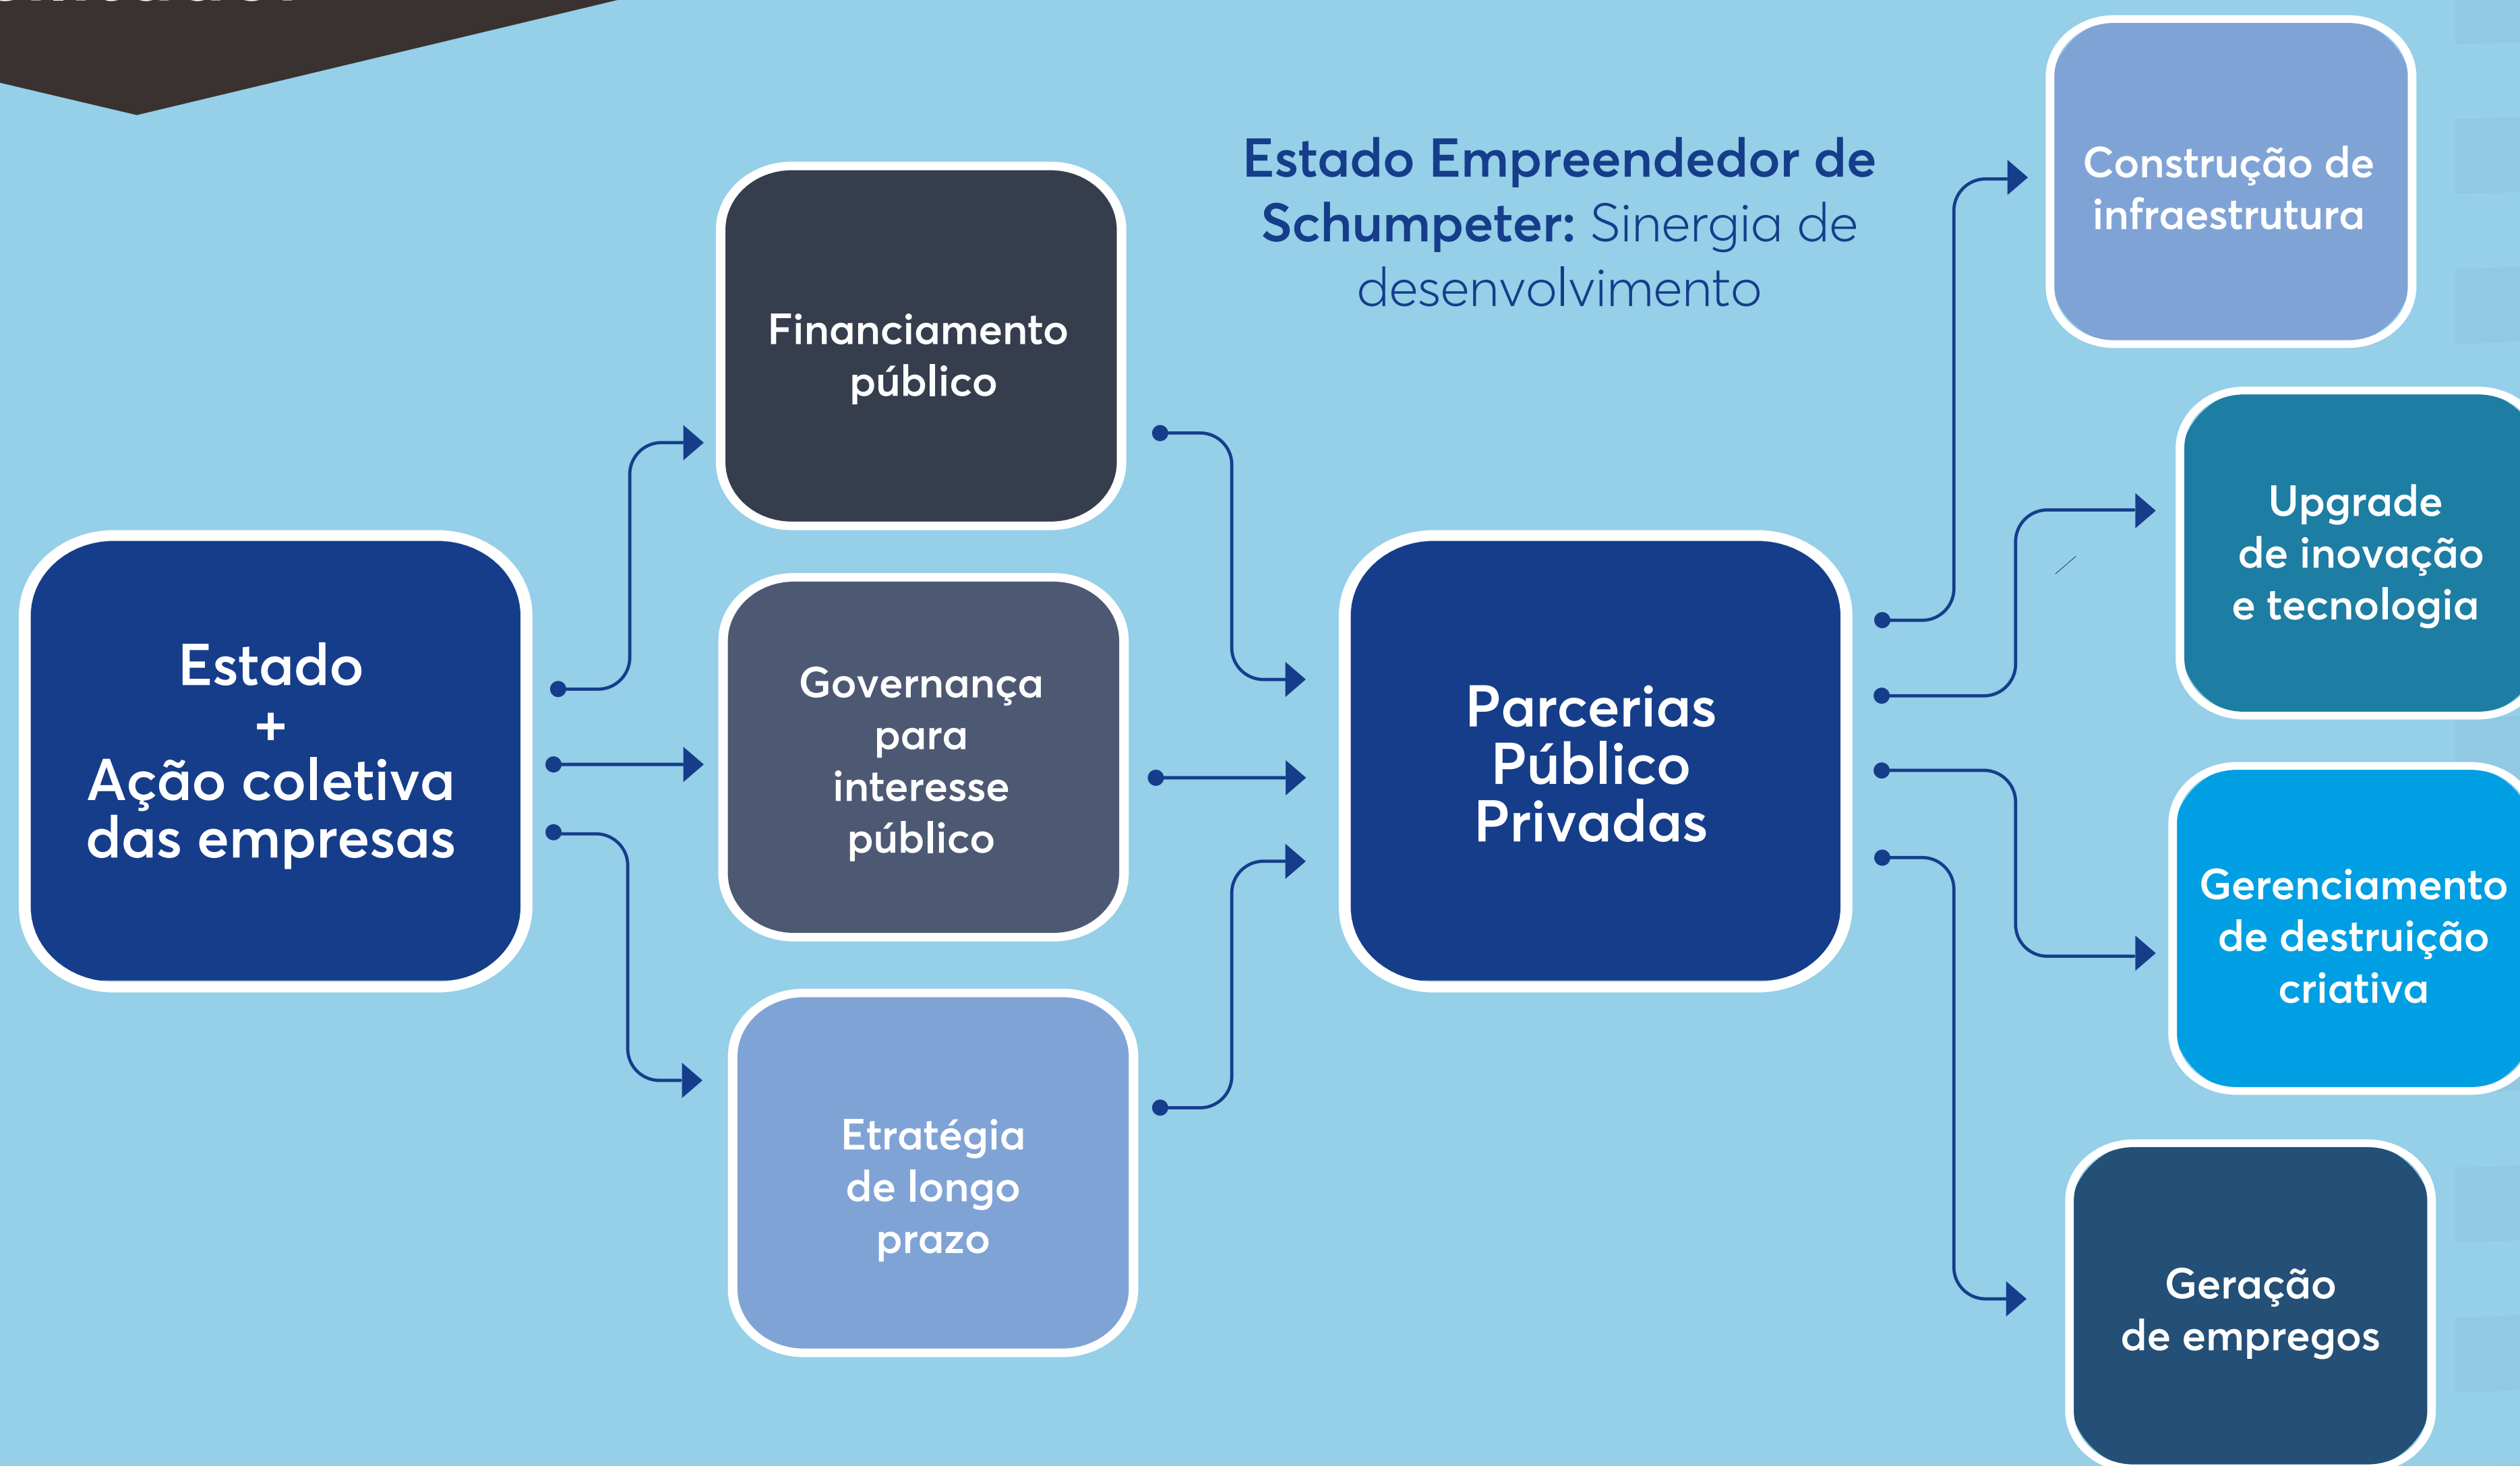 Estado Empreendedor de
Schumpeter: Sinergia de
desenvolvimento
Estado
+
Ação coletiva
das empresas
Financiamento
público
Governança
para
interesse
público
Etratégia
de longo
prazo
Parcerias
Público
Privadas
Construção de
infraestrutura
Upgrade
de inovação
e tecnologia
Gerenciamento
de destruição
criativa
Geração
de empregos